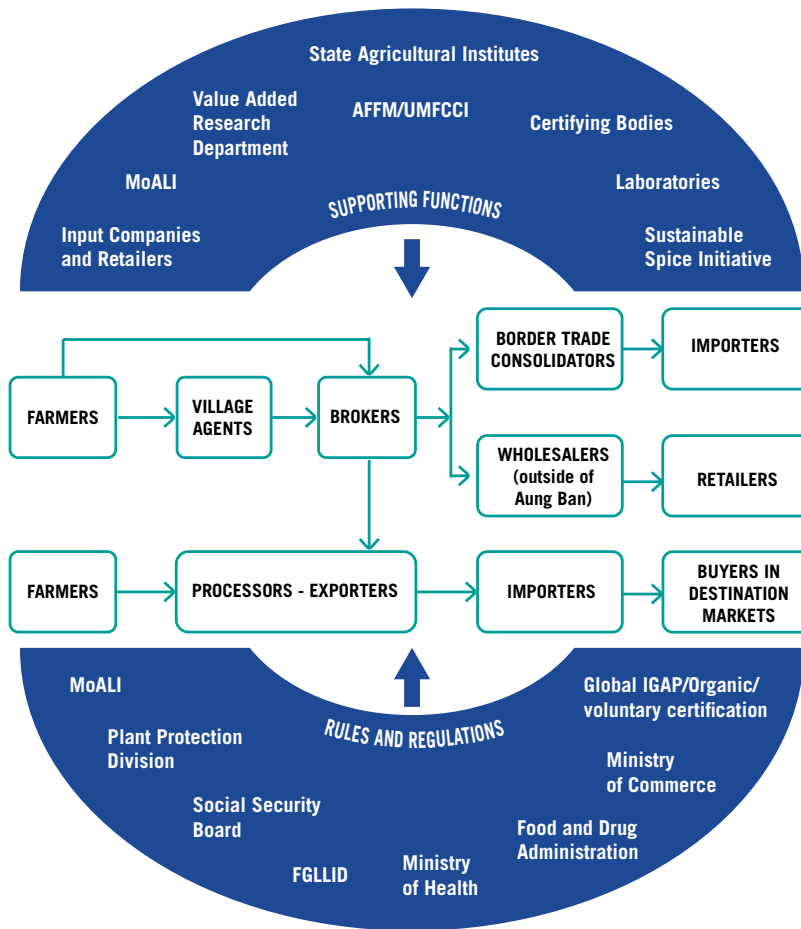 State Agricultural Institutes
Value Added
Research
Department
AFFM/UMFCCI
Certifying Bodies
MoALI
Laboratories
SUPPORTING FUNCTIONS
Input Companies
and Retailers
Sustainable
Spice Initiative
BORDER TRADE
CONSOLIDATORS
IMPORTERS
FARMERS
VILLAGE
AGENTS
BROKERS
WHOLESALERS
(outside of
Aung Ban)
RETAILERS
FARMERS
PROCESSORS - EXPORTERS
IMPORTERS
BUYERS IN
DESTINATION
MARKETS
MoALI
Global IGAP/Organic/
voluntary certification
RULES AND REGULATIONS
Plant Protection
Division
Ministry
of Commerce
Social Security
Board
Food and Drug
Administration
FGLLID
Ministry
of Health